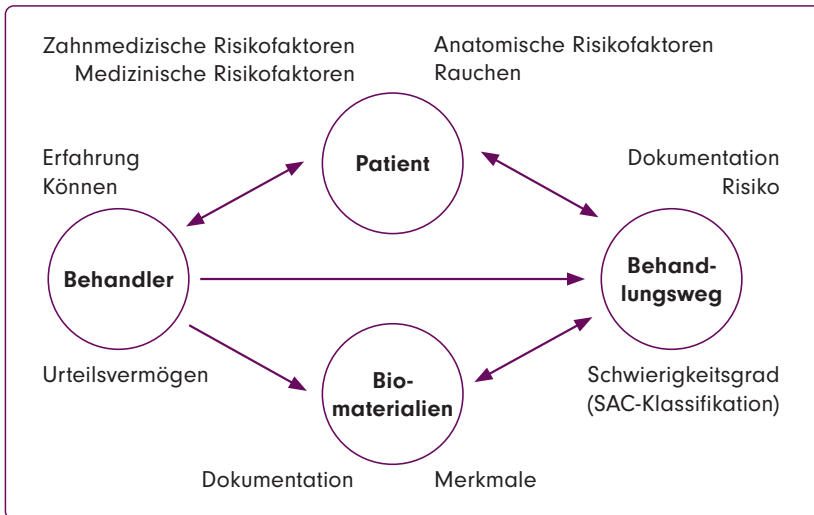 Zahnmedizische Risikofaktoren
Medizinische Risikofaktoren
Anatomische Risikofaktoren
Rauchen
Patient
Erfahrung
Können
Dokumentation
Risiko
Behandler
Behand-
lungsweg
Urteilsvermögen
Bio-
materialien
Schwierigkeitsgrad
(SAC-Klassifikation)
Dokumentation
Merkmale